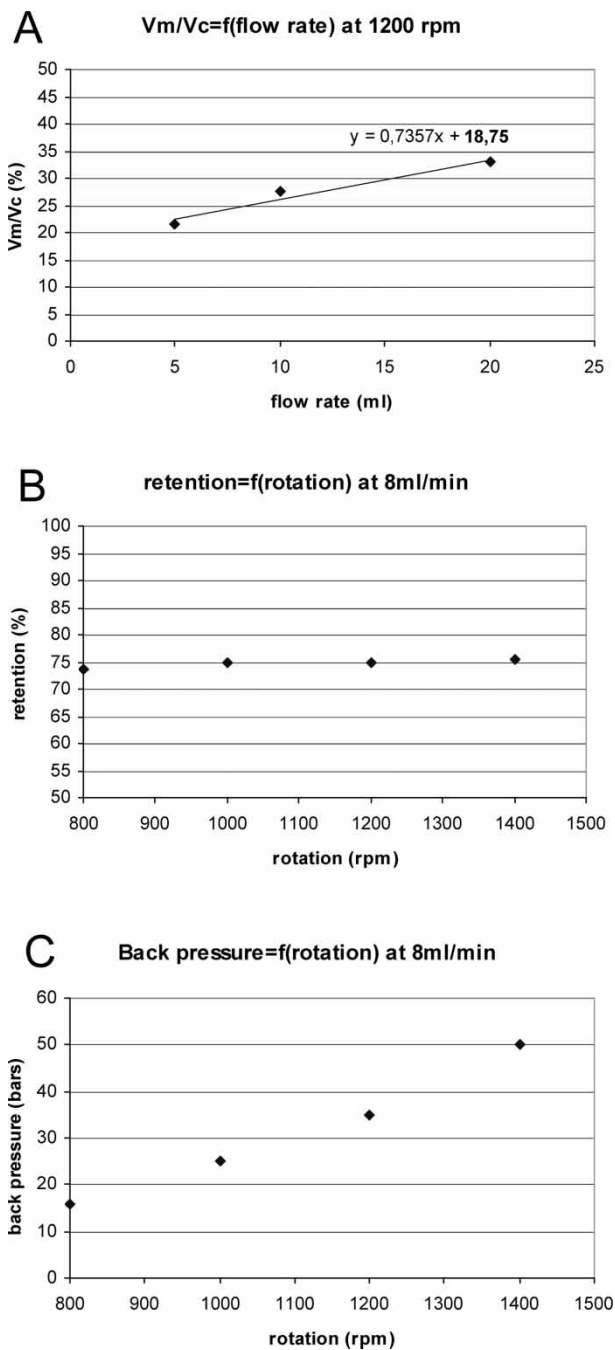 A
Vm/Vc=f(flow rate) at 1200 rpm
50
45
40
35
30
25
20
15
10
5
0
Vm/Vc (%)
y = 0,7357x + 18,75
0 5 10 15 20 25
flow rate (ml)
B
retention=f(rotation) at 8ml/min
100
95
90
85
80
75
70
65
60
55
50
retention (%)
800 900 1000 1100 1200 1300 1400 1500
rotation (rpm)
C
Back pressure=f(rotation) at 8ml/min
60
50
40
30
20
10
0
back pressure (bars)
800 900 1000 1100 1200 1300 1400 1500
rotation (rpm)